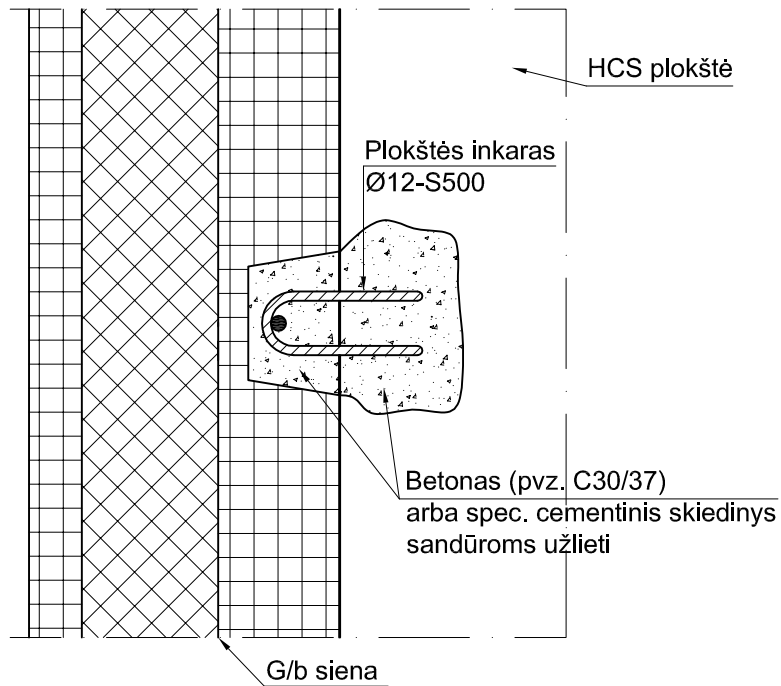 HCS plokštė
Plokštės inkaras
Ø12-S500
Betonas (pvz. C30/37)
arba spec. cementinis skiedinys
sandūroms užlieti
G/b siena